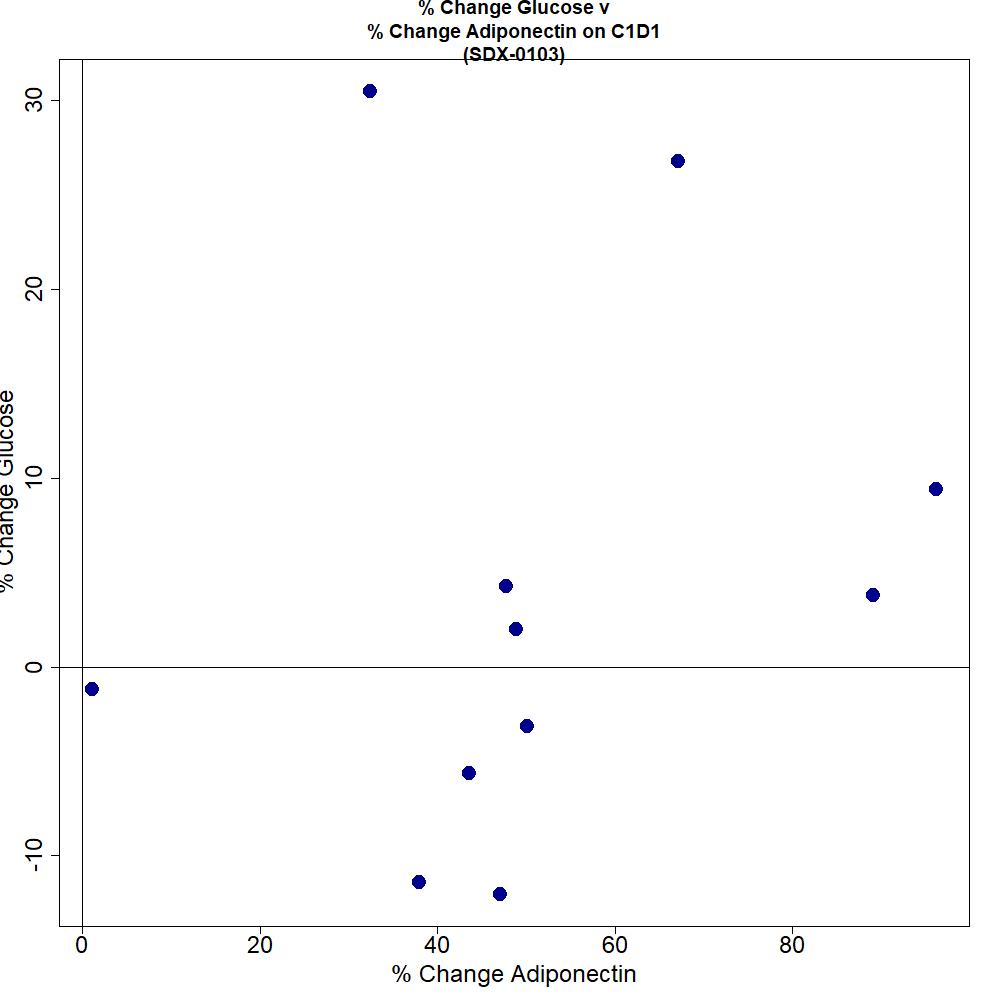 % Change Glucose v
% Change Adiponectin on C1D1
(SDX-0103)
% Change Glucose
30
20
10
0
-10
0
20
40
60
80
% Change Adiponectin